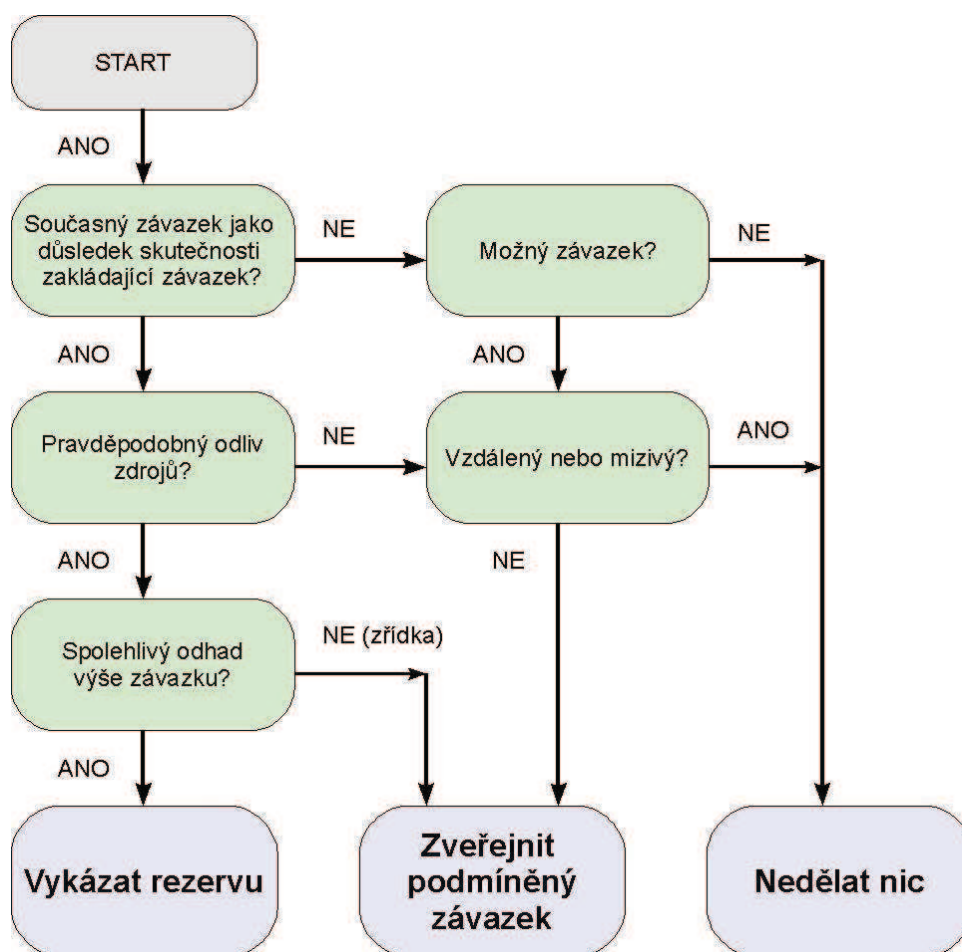 START
ANO
Současný závazek jako
důsledek skutečnosti
zakládající závazek?
NE
Možný závazek?
NE
ANO
ANO
Pravděpodobný odliv
zdrojů?
NE
Vzdálený nebo mizivý?
ANO
ANO
NE
Spolehlivý odhad
výše závazku?
NE (zřídka)
ANO
Vykázat rezervu
Zveřejnit
podmíněný
závazek
Nedělat nic